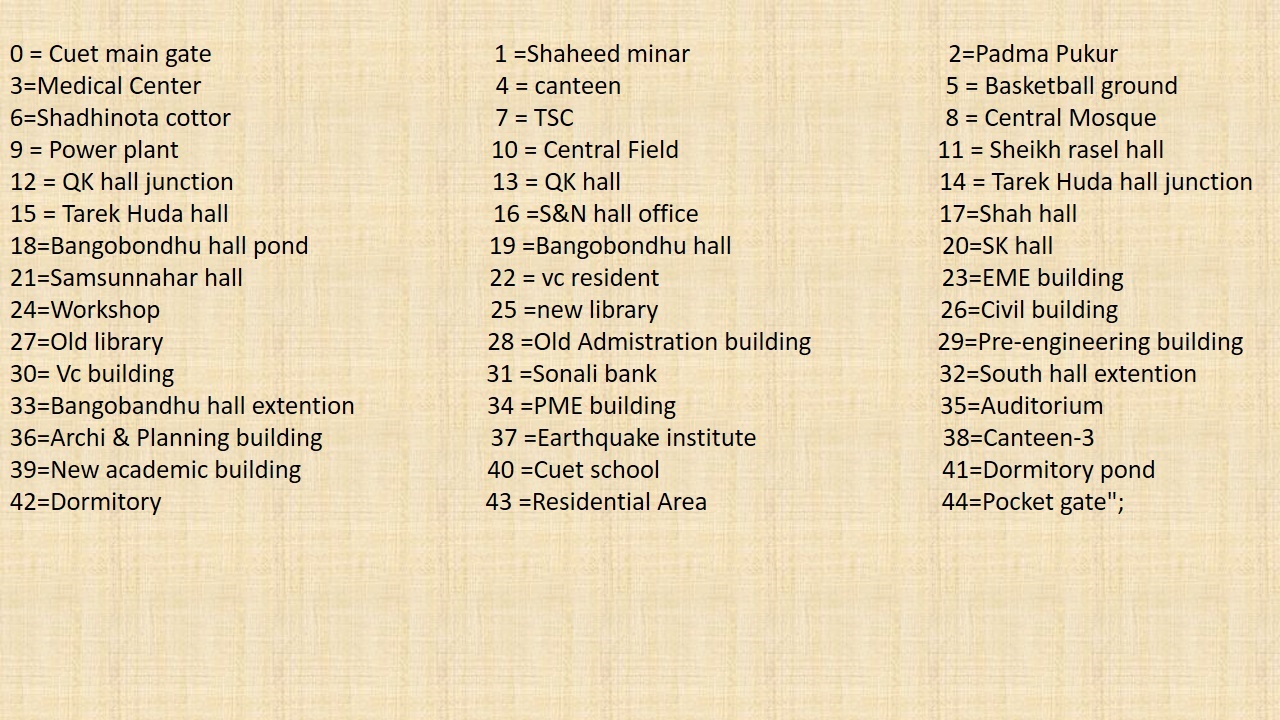 0 = Cuet main gate 1 =Shaheed minar 2=Padma Pukur
3=Medical Center 4 = canteen 5 = Basketball ground
6=Shadhinota cottor 7 = TSC 8 = Central Mosque
9 = Power plant 10 = Central Field 11 = Sheikh rasel hall
12 = QK hall junction 13 = QK hall 14 = Tarek Huda hall junction
15 = Tarek Huda hall 16 =S&N hall office 17=Shah hall
18=Bangobondhu hall pond 19 =Bangobondhu hall 20=SK hall
21=Samsunnahar hall 22 = vc resident 23=EME building
24=Workshop 25 =new library 26=Civil building
27=Old library 28 =Old Admistration building 29=Pre-engineering building
30= Vc building 31 =Sonali bank 32=South hall extention
33=Bangobandhu hall extention 34 =PME building 35=Auditorium
36=Archi & Planning building 37 =Earthquake institute 38=Canteen-3
39=New academic building 40 =Cuet school 41=Dormitory pond
42=Dormitory 43 =Residential Area 44=Pocket gate";